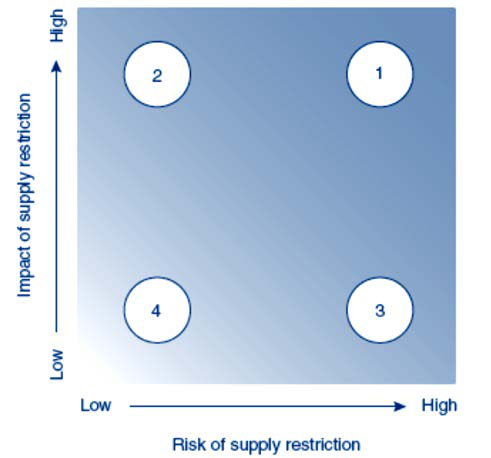 High
Impact of supply restriction
Low
2
1
4
3
Low
High
Risk of supply restriction